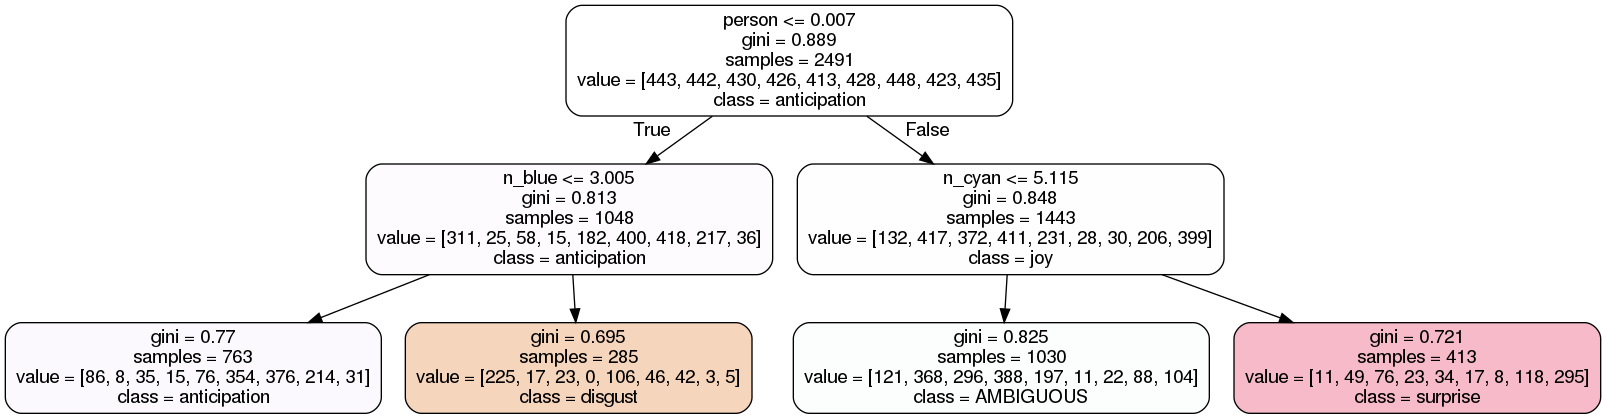 person <= 0.007
gini = 0.889
samples = 2491
value = [443, 442, 430, 426, 413, 428, 448, 423, 435]
class = anticipation
True
False
n_blue <= 3.005
gini = 0.813
samples = 1048
value = [311, 25, 58, 15, 182, 400, 418, 217, 36]
class = anticipation
n_cyan <= 5.115
gini = 0.848
samples = 1443
value = [132, 417, 372, 411, 231, 28, 30, 206, 399]
class = joy
gini = 0.77
samples = 763
value = [86, 8, 35, 15, 76, 354, 376, 214, 31]
class = anticipation
gini = 0.695
samples = 285
value = [225, 17, 23, 0, 106, 46, 42, 3, 5]
class = disgust
gini = 0.825
samples = 1030
value = [121, 368, 296, 388, 197, 11, 22, 88, 104]
class = AMBIGUOUS
gini = 0.721
samples = 413
value = [11, 49, 76, 23, 34, 17, 8, 118, 295]
class = surprise